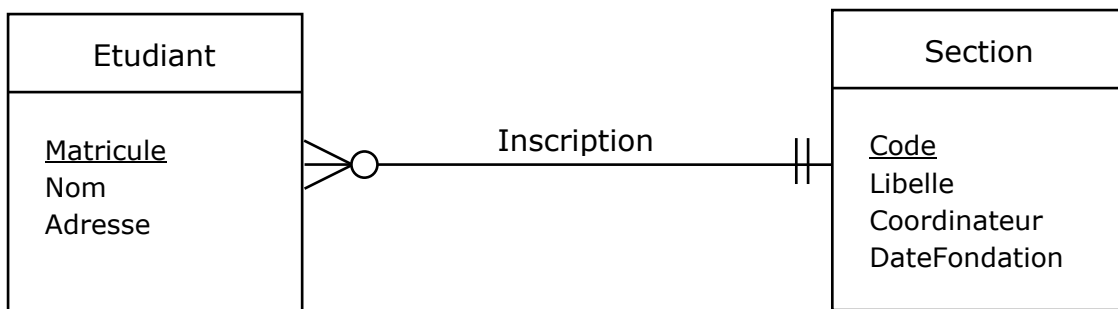 Etudiant
Matricule
Nom
Adresse
Inscription
Section
Code
Libelle
Coordinateur
DateFondation